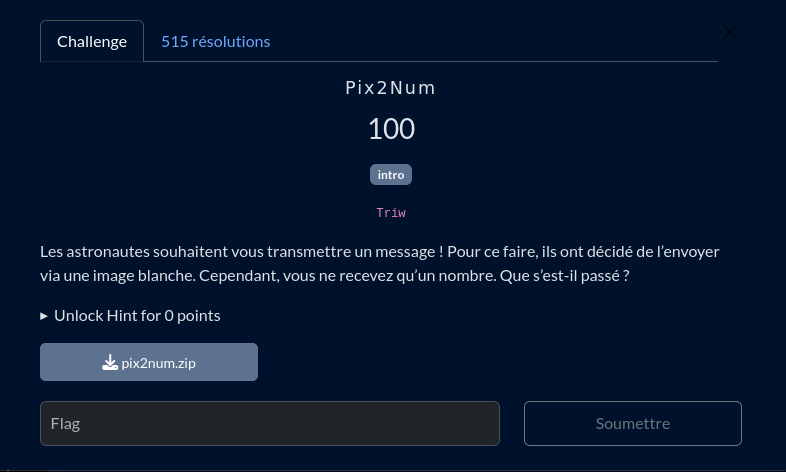 Challenge
515 résolutions
Pix2Num
100
intro
Triw
Les astronautes souhaitent vous transmettre un message ! Pour ce faire, ils ont décidé de l’envoyer
via une image blanche. Cependant, vous ne recevez qu’un nombre. Que s’est-il passé ?
Unlock Hint for 0 points
pix2num.zip
Flag
Soumettre